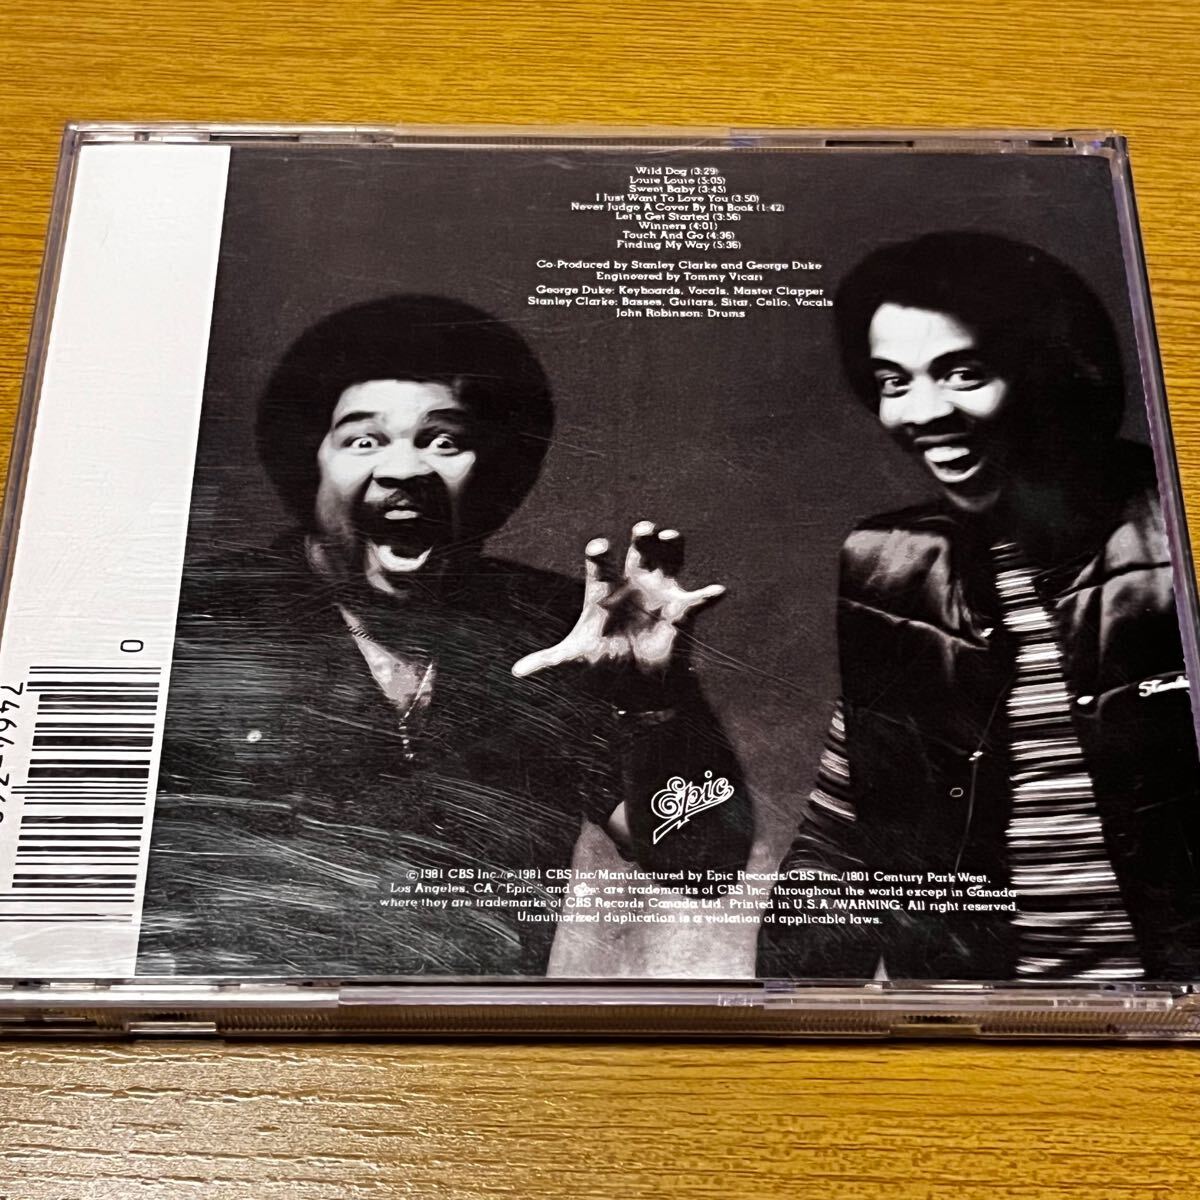 Wild Dog (3:29)
Louie Louie (5:05)
Sweet Baby (3:45)
I Just Want To Love You (3:50)
Never Judge A Cover By Its Book (1:42)
Let's Get Started (3:56)
Winners (4:01)
Touch And Go (4:36)
Finding My Way (5:36)
Co-Produced by Stanley Clarke and George Duke
Engineered by Tommy Vicari
George Duke: Keyboards, Vocals, Master Clapper
Stanley Clarke: Basses, Guitars, Sitar, Cello, Vocals
John Robinson: Drums
Epic
©1981 CBS Inc./℗1981 CBS Inc/Manufactured by Epic Records/CBS Inc./1801 Century Park West,
Los Angeles, CA /"Epic," and are trademarks of CBS Inc. throughout the world except in Canada
where they are trademarks of CBS Records Canada Ltd. Printed in U.S.A./WARNING: All right reserved.
Unauthorized duplication is a violation of applicable laws.
0
7464-